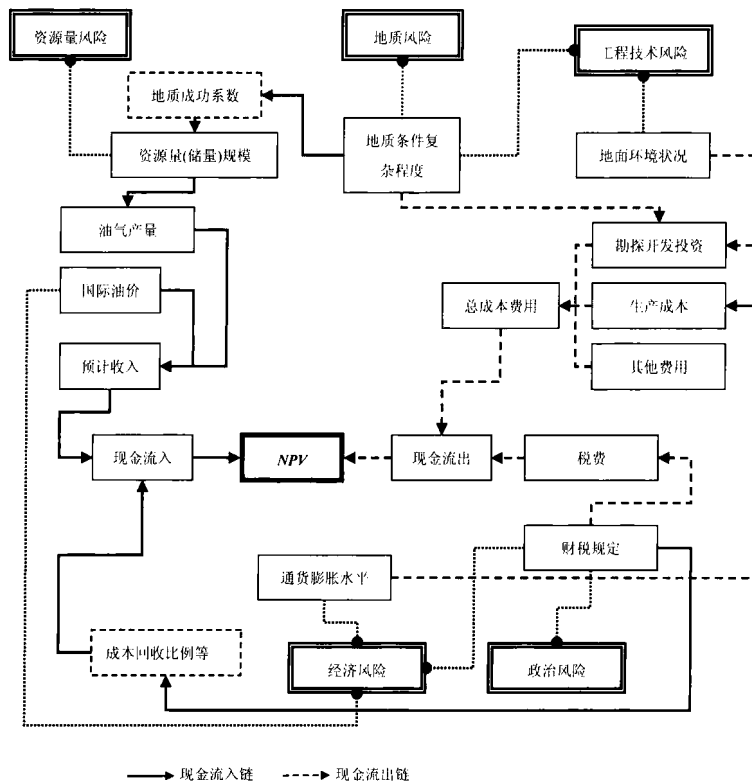 资源量风险
地质风险
工程技术风险
地质成功系数
资源量(储量)规模
地质条件复
杂程度
地面环境状况
油气产量
勘探开发投资
国际油价
总成本费用
生产成本
预计收入
其他费用
现金流入
NPV
现金流出
税费
财税规定
通货膨胀水平
成本回收比例等
经济风险
政治风险
现金流入链
现金流出链